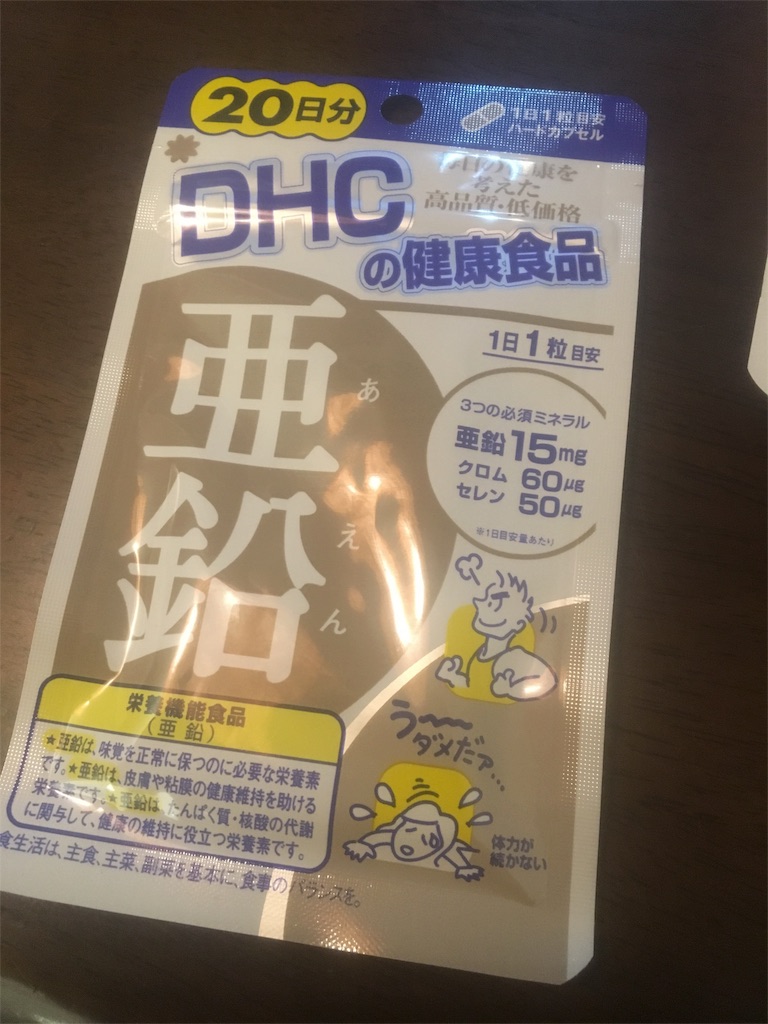 20日分
1日1粒目安
ハードカプセル
DHC
毎日の健康を
考えた
高品質・低価格
の健康食品
亜鉛
あえん
1日1粒目安
3つの必須ミネラル
亜鉛15mg
クロム 60μg
セレン 50μg
※1日目安量あたり
う〜〜
ダメだァ…
体力が
続かない
栄養機能食品
(亜鉛)
★亜鉛は、味覚を正常に保つのに必要な栄養素
です。★亜鉛は、皮膚や粘膜の健康維持を助ける
栄養素です。★亜鉛は、たんぱく質・核酸の代謝
に関与して、健康の維持に役立つ栄養素です。
食生活は、主食、主菜、副菜を基本に、食事のバランスを。